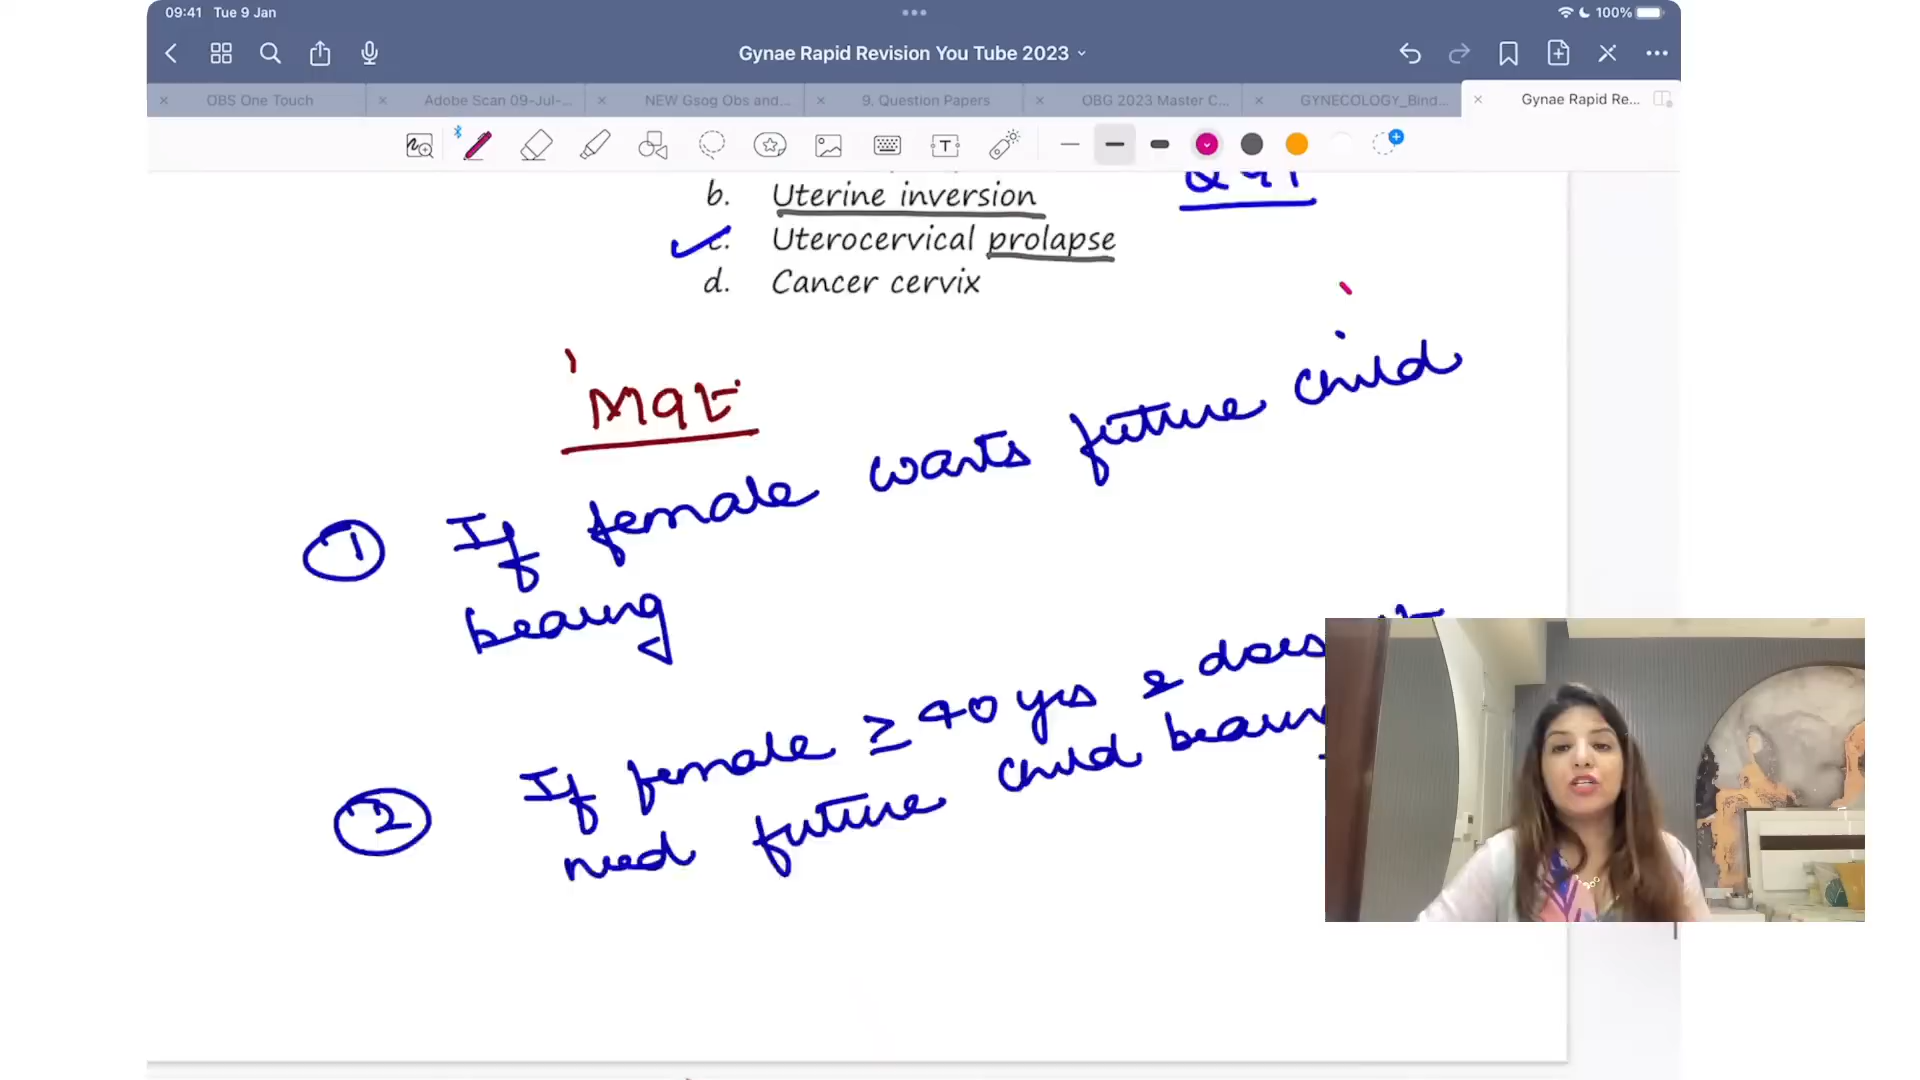 09:41 Tue 9 Jan
100%
Gynae Rapid Revision You Tube 2023
OBS One Touch
Adobe Scan 09-Jul-...
NEW Gsog Obs and...
9. Question Papers
OBG 2023 Master C...
GYNECOLOGY_Bind...
Gynae Rapid Re...
b. Uterine inversion
c. Uterocervical prolapse
d. Cancer cervix
Mgt
1 If female wants future child
bearing
2 If female ≥ 40 yrs & does
need future child bearing